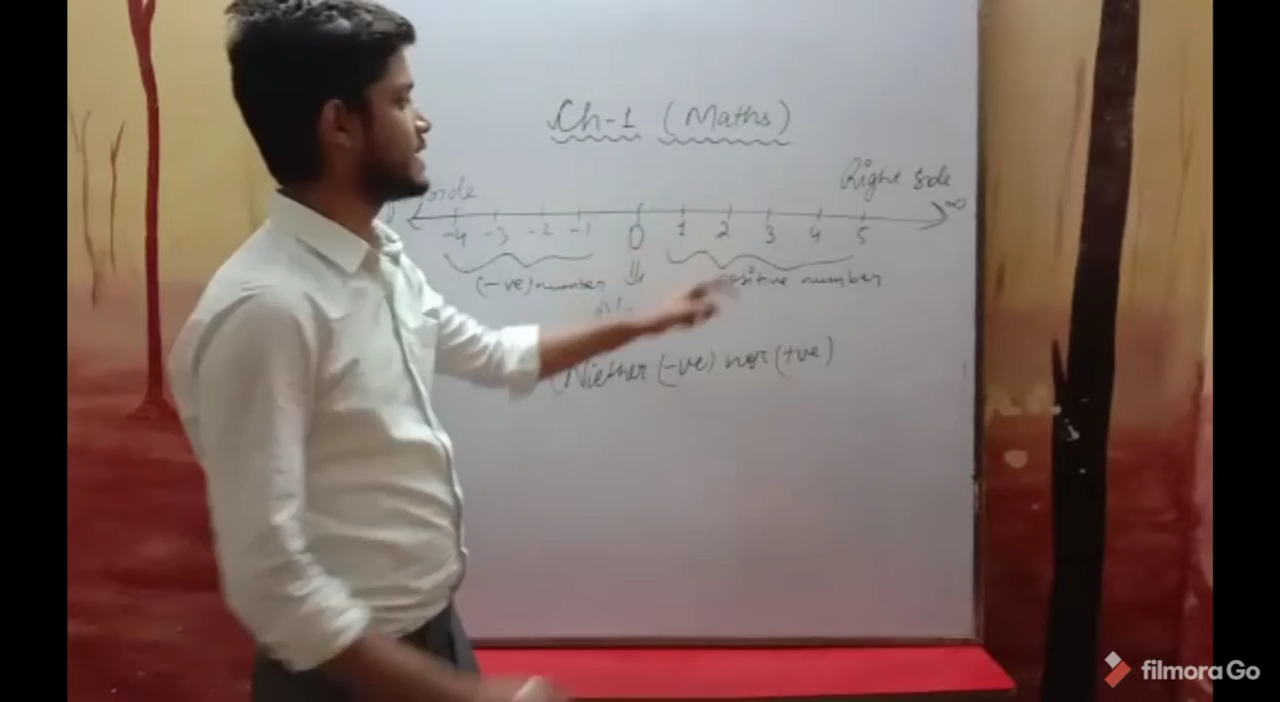 Ch-1 (Maths)
Right side
∞
-4 -3 -2 -1 0 1 2 3 4 5
(-ve) number positive number
(Niether (-ve) nor (+ve)
filmoraGo